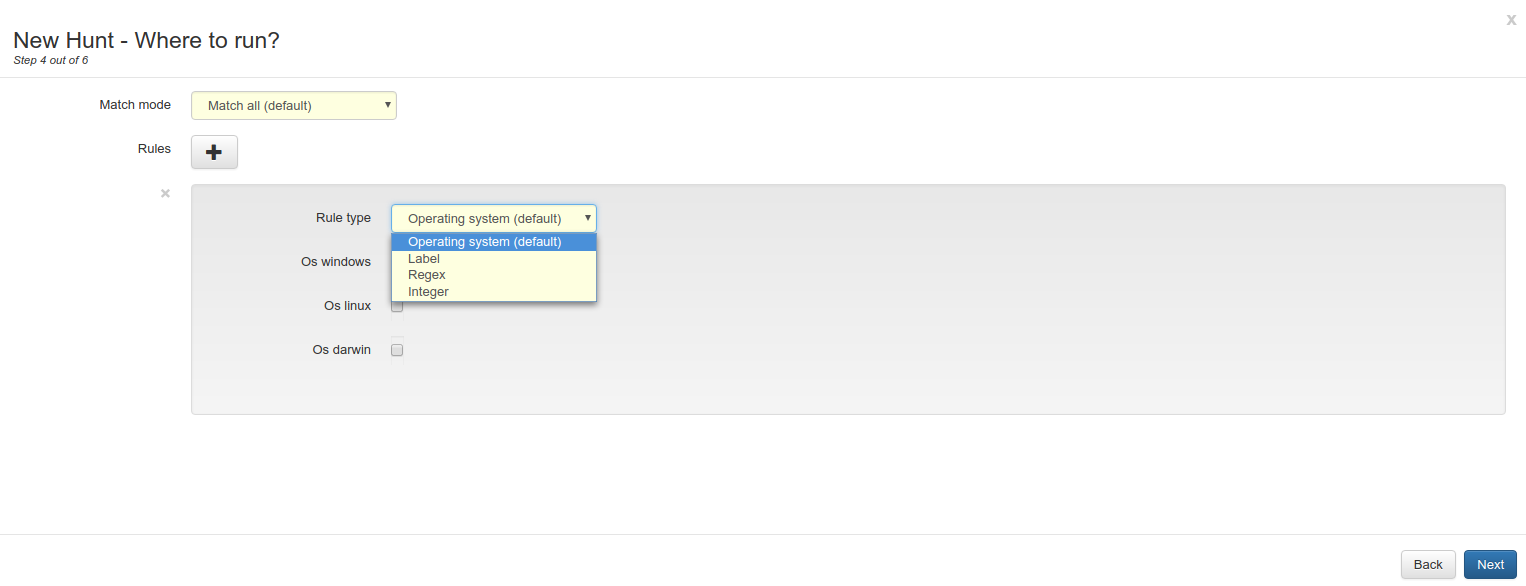 x
New Hunt - Where to run?
Step 4 out of 6
Match mode Match all (default)
Rules
Rule type Operating system (default)
Operating system (default)
Label
Os windows
Regex
Integer
Os linux
Os darwin
Back Next